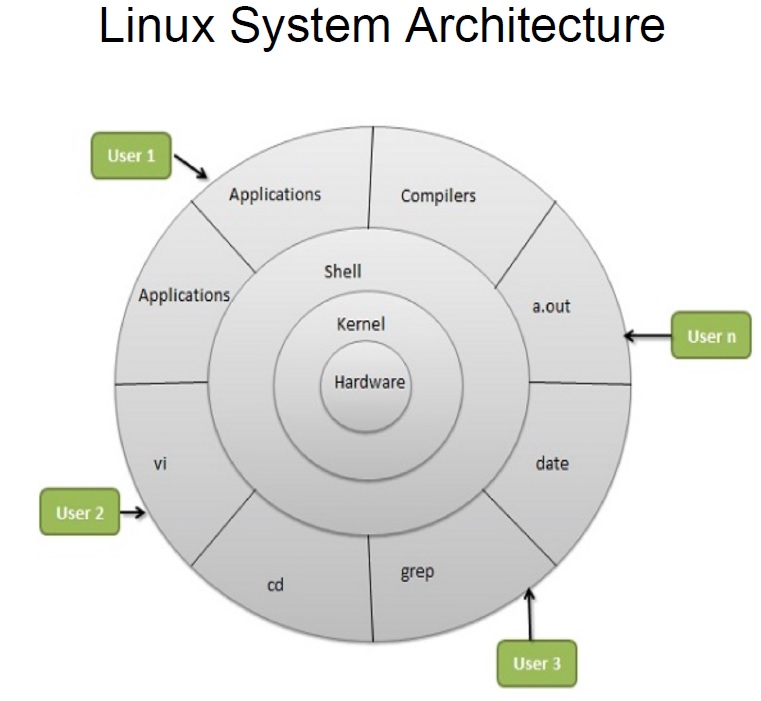 Linux System Architecture
User 1
Applications
Compilers
Shell
Applications
a.out
Kernel
User n
Hardware
vi
date
User 2
cd
grep
User 3